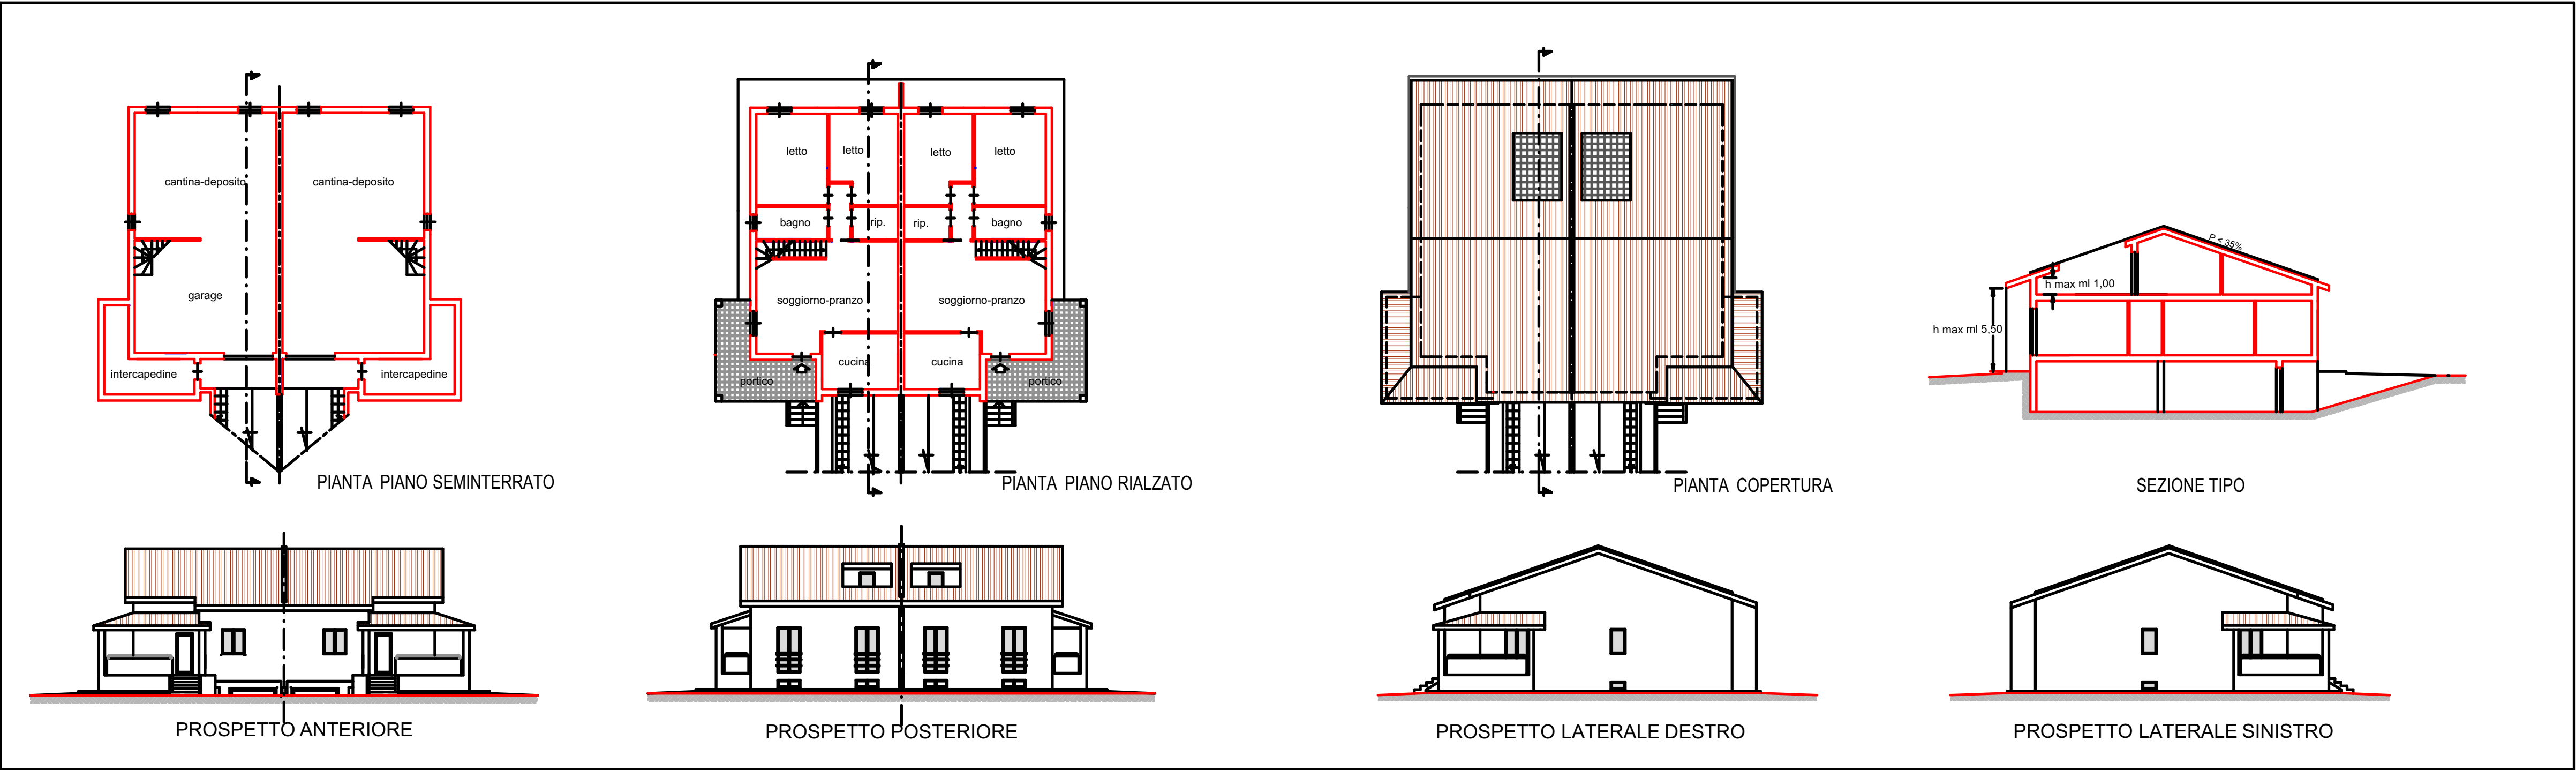 cantina-deposito
cantina-deposito
garage
intercapedine
intercapedine
PIANTA PIANO SEMINTERRATO
letto
letto
letto
letto
bagno
rip.
rip.
bagno
soggiorno-pranzo
soggiorno-pranzo
cucina
cucina
portico
portico
PIANTA PIANO RIALZATO
PIANTA COPERTURA
P < 35%
h max ml 1,00
h max ml 5,50
SEZIONE TIPO
PROSPETTO ANTERIORE
PROSPETTO POSTERIORE
PROSPETTO LATERALE DESTRO
PROSPETTO LATERALE SINISTRO